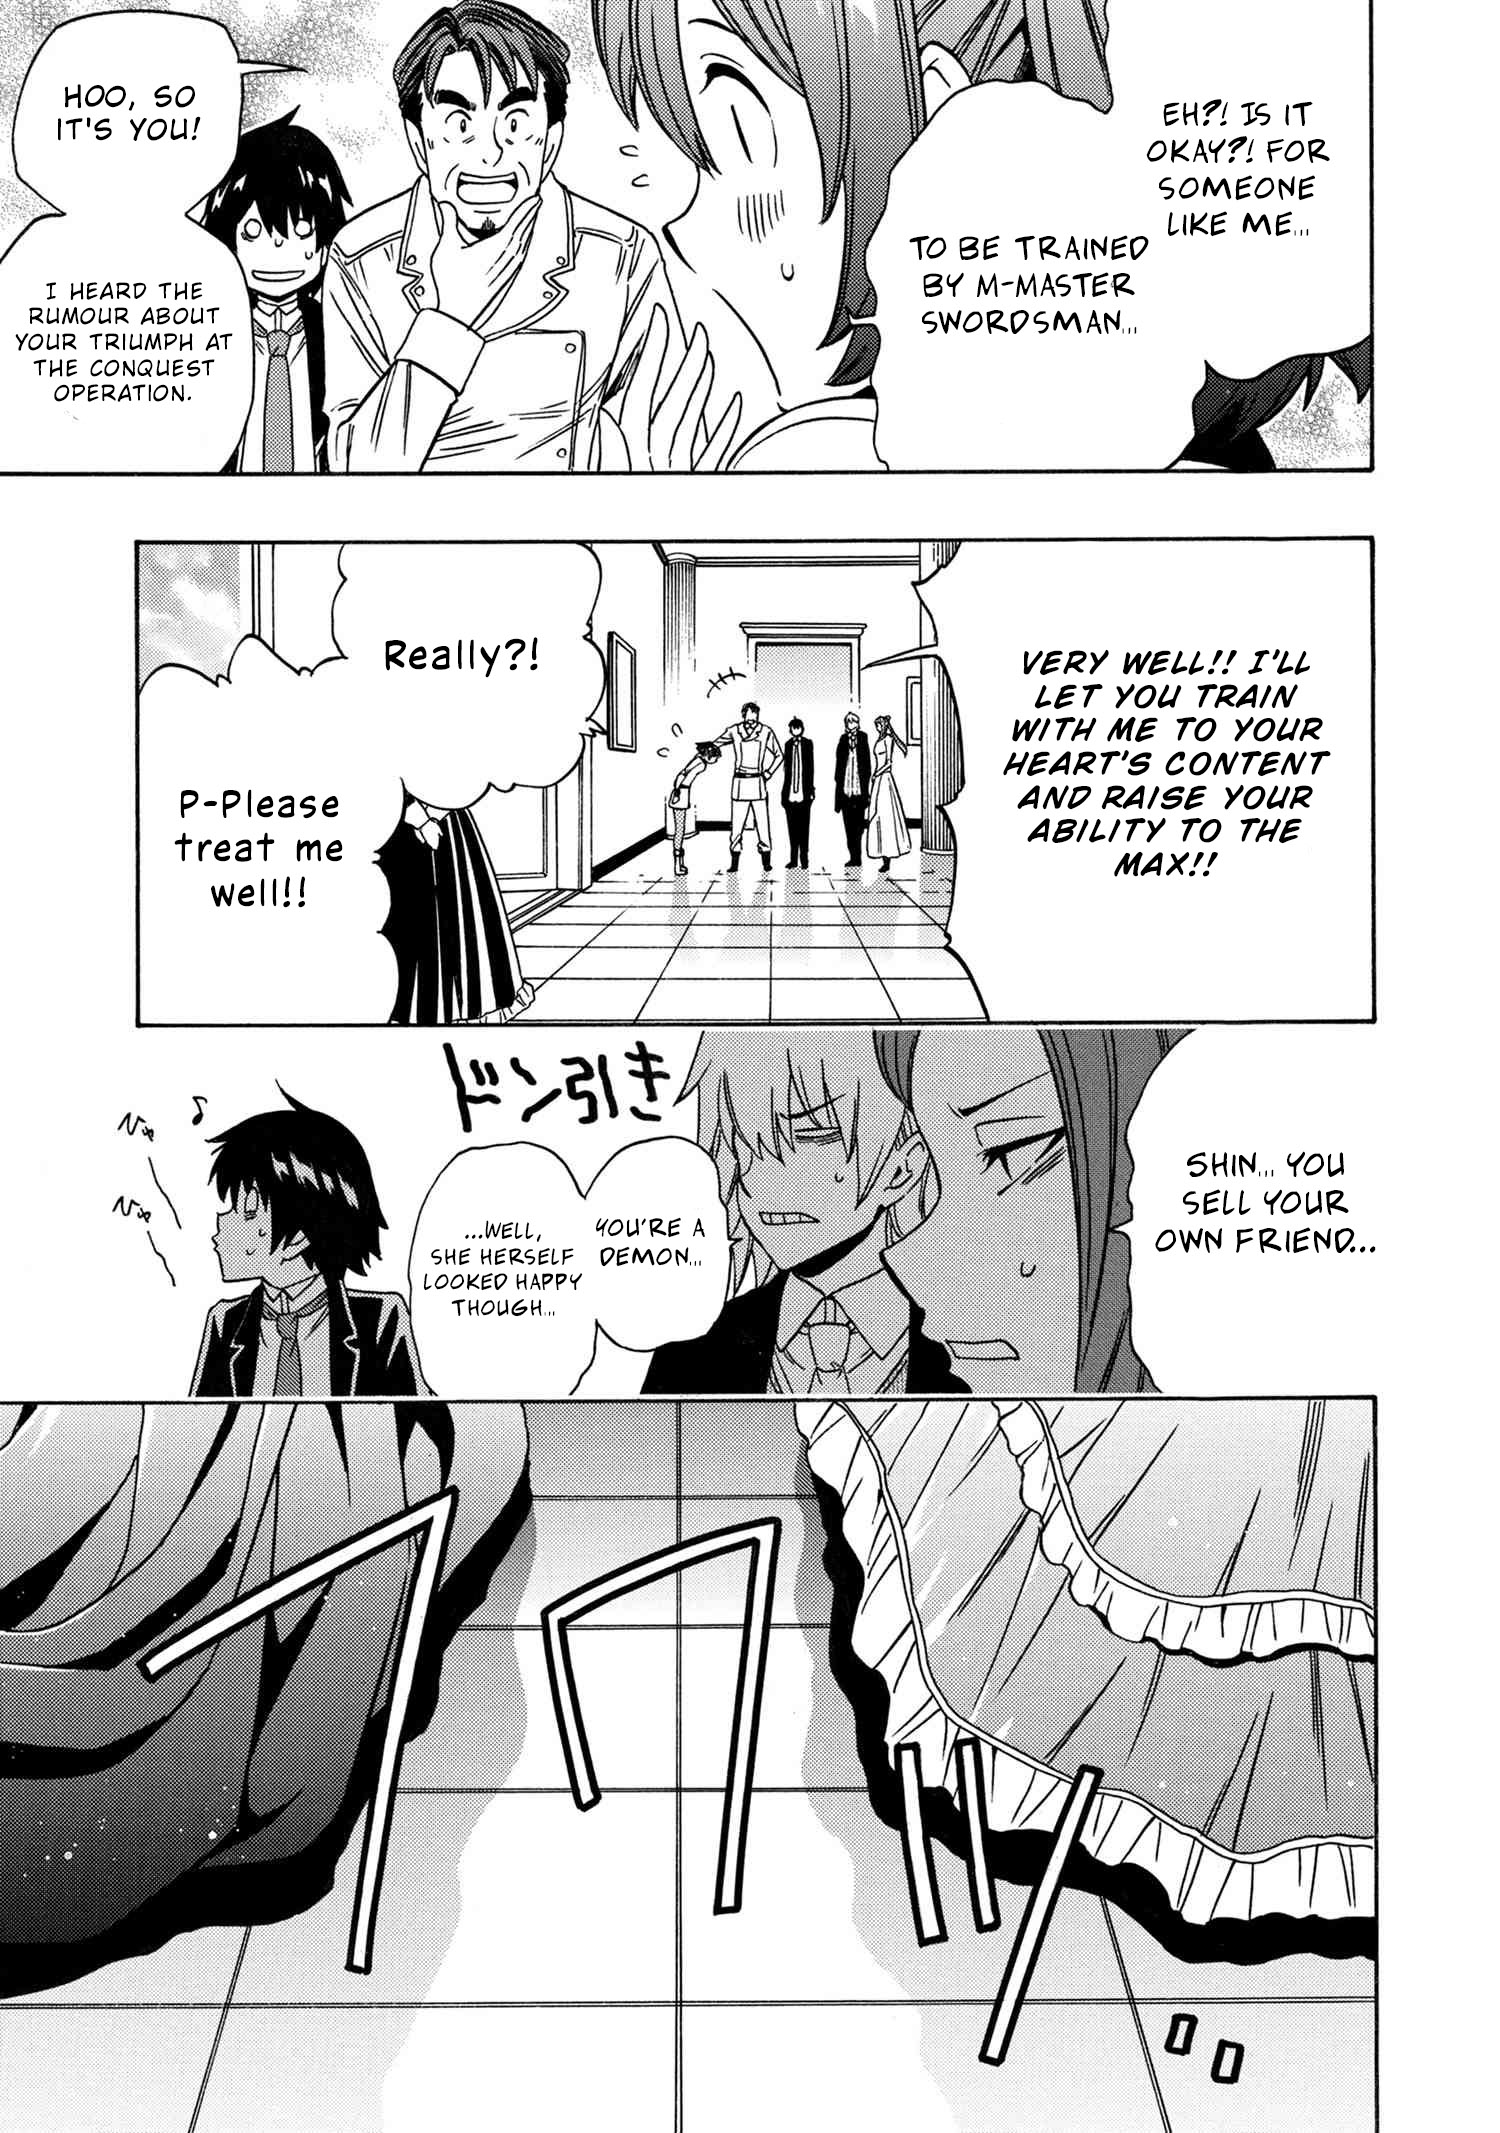 EH?! IS IT
OKAY?! FOR
SOMEONE
LIKE ME...
TO BE TRAINED
BY M-MASTER
SWORDSMAN...
HOO, SO
IT'S YOU!
I HEARD THE
RUMOUR ABOUT
YOUR TRIUMPH AT
THE CONQUEST
OPERATION.
VERY WELL!! I'LL
LET YOU TRAIN
WITH ME TO YOUR
HEART'S CONTENT
AND RAISE YOUR
ABILITY TO THE
MAX!!
Really?!
P-Please
treat me
well!!
SHIN... YOU
SELL YOUR
OWN FRIEND...
ドン引き
YOU'RE A
DEMON...
...WELL,
SHE HERSELF
LOOKED HAPPY
THOUGH...
♪
ワワッ